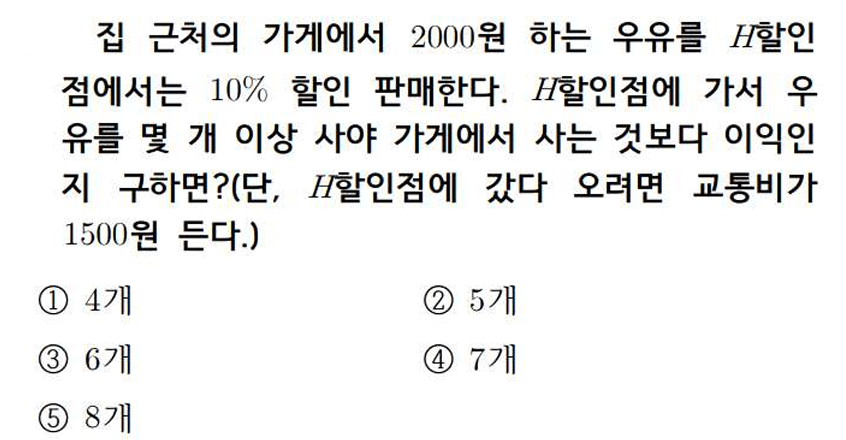 집 근처의 가게에서 2000원 하는 우유를 H할인
점에서는 10% 할인 판매한다. H할인점에 가서 우
유를 몇 개 이상 사야 가게에서 사는 것보다 이익인
지 구하면?(단, H할인점에 갔다 오려면 교통비가
1500원 든다.)
① 4개 ② 5개
③ 6개 ④ 7개
⑤ 8개